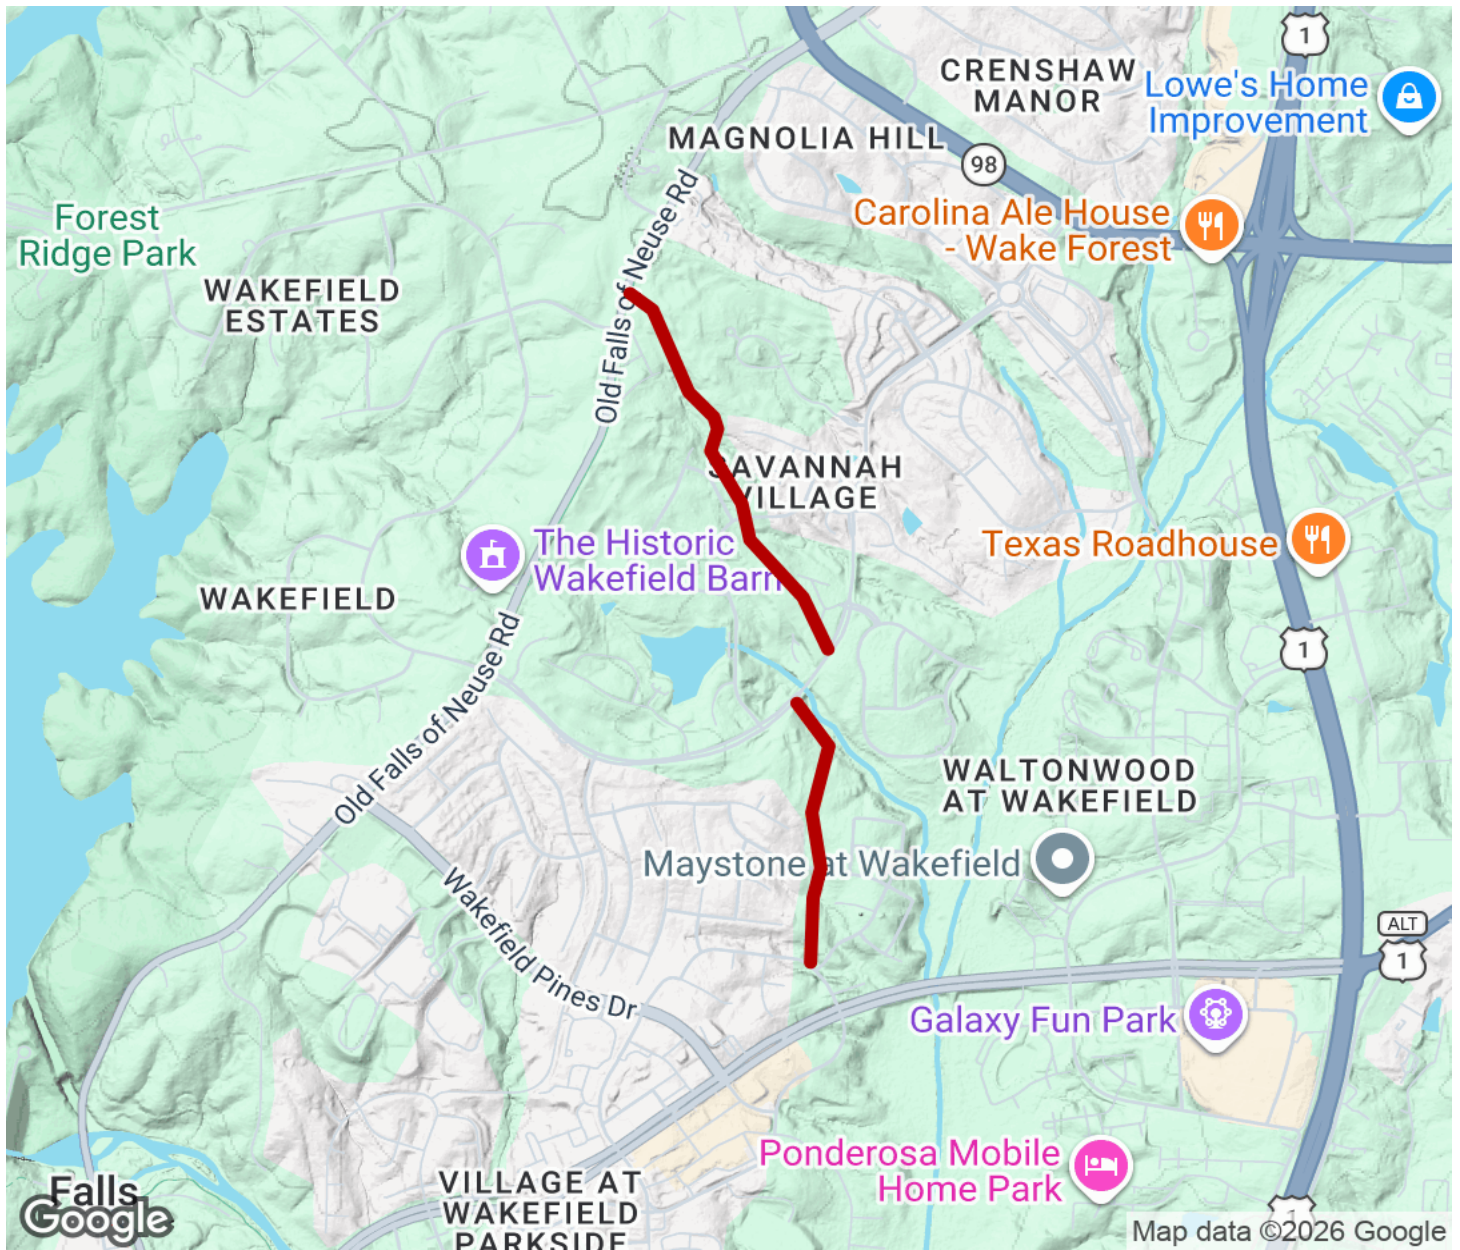 CRENSHAW
MANOR
Lowe's Home
Improvement
1
MAGNOLIA HILL
98
Old Falls of Neuse Rd
Carolina Ale House
- Wake Forest
Forest
Ridge Park
WAKEFIELD
ESTATES
SAVANNAH
VILLAGE
The Historic
Wakefield Barn
Texas Roadhouse
WAKEFIELD
1
Old Falls of Neuse Rd
WALTONWOOD
AT WAKEFIELD
Maystone at Wakefield
Wakefield Pines Dr
ALT
1
Galaxy Fun Park
Ponderosa Mobile
Home Park
VILLAGE AT
WAKEFIELD
PARKSIDE
Falls
Google
1
Map data ©2026 Google